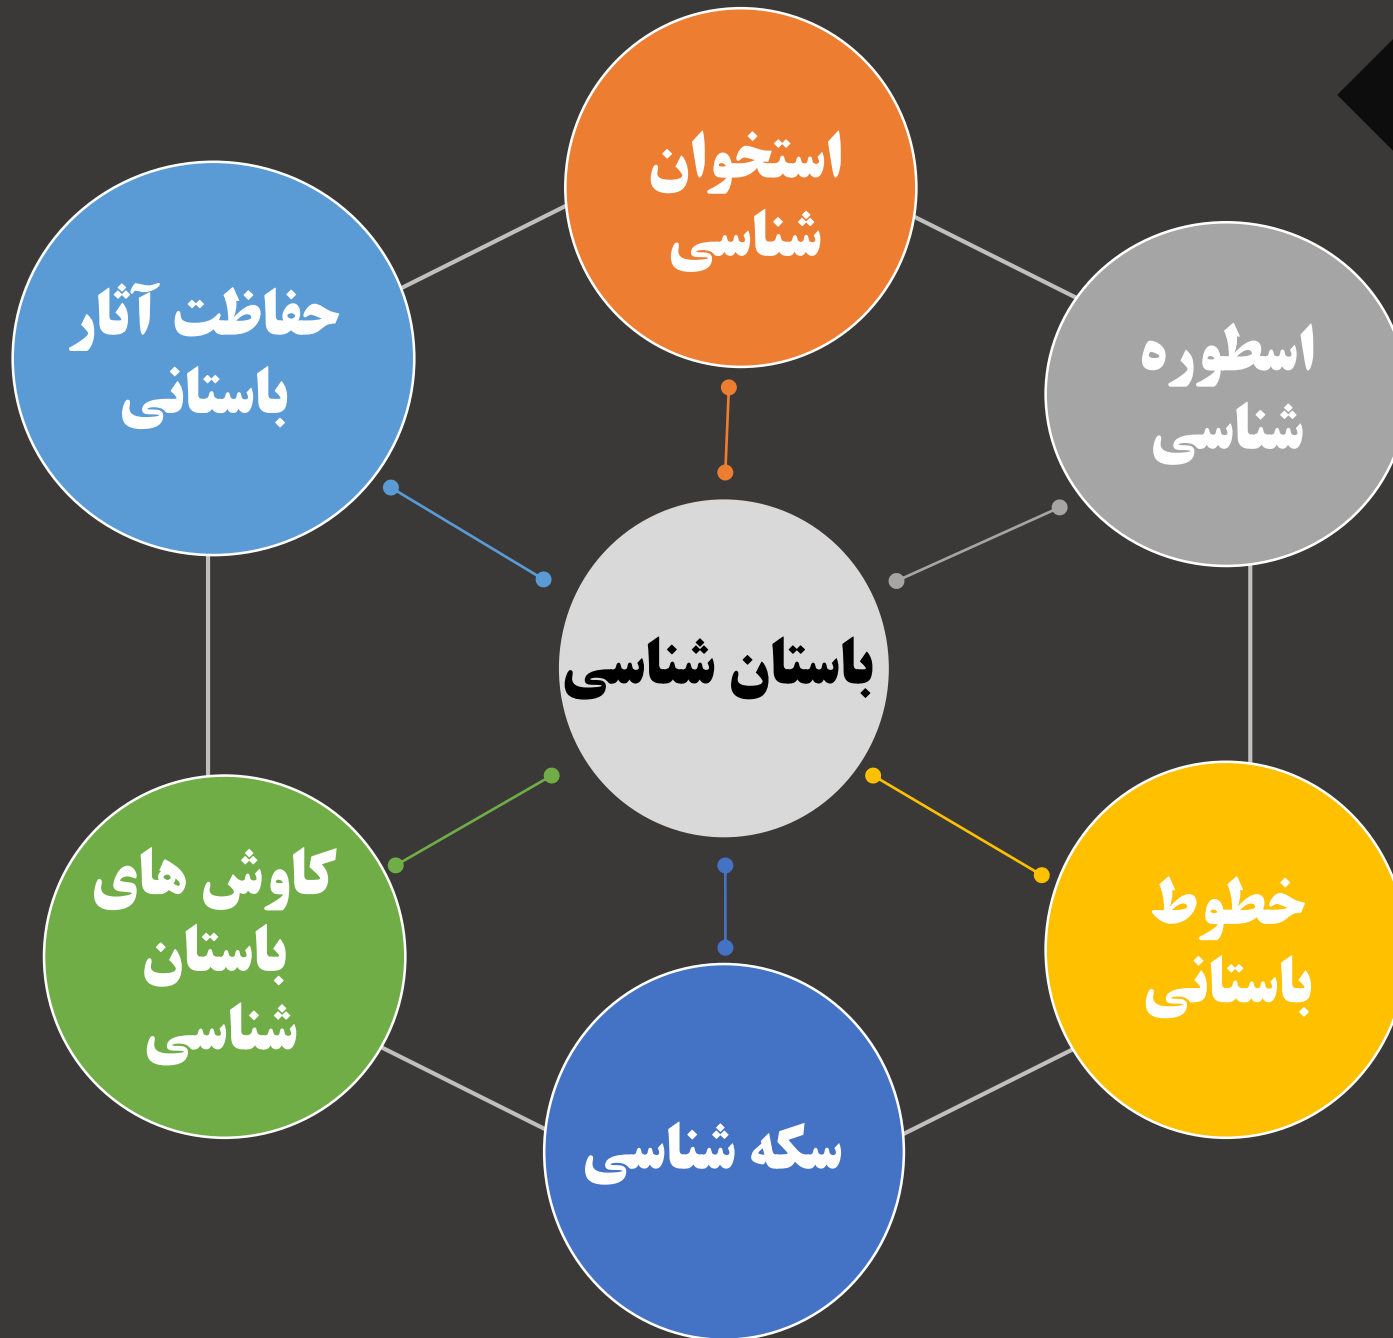 استخوان
شناسی
اسطوره
شناسی
حفاظت آثار
باستانی
باستان شناسی
خطوط
باستانی
کاوش های
باستان
شناسی
سکه شناسی